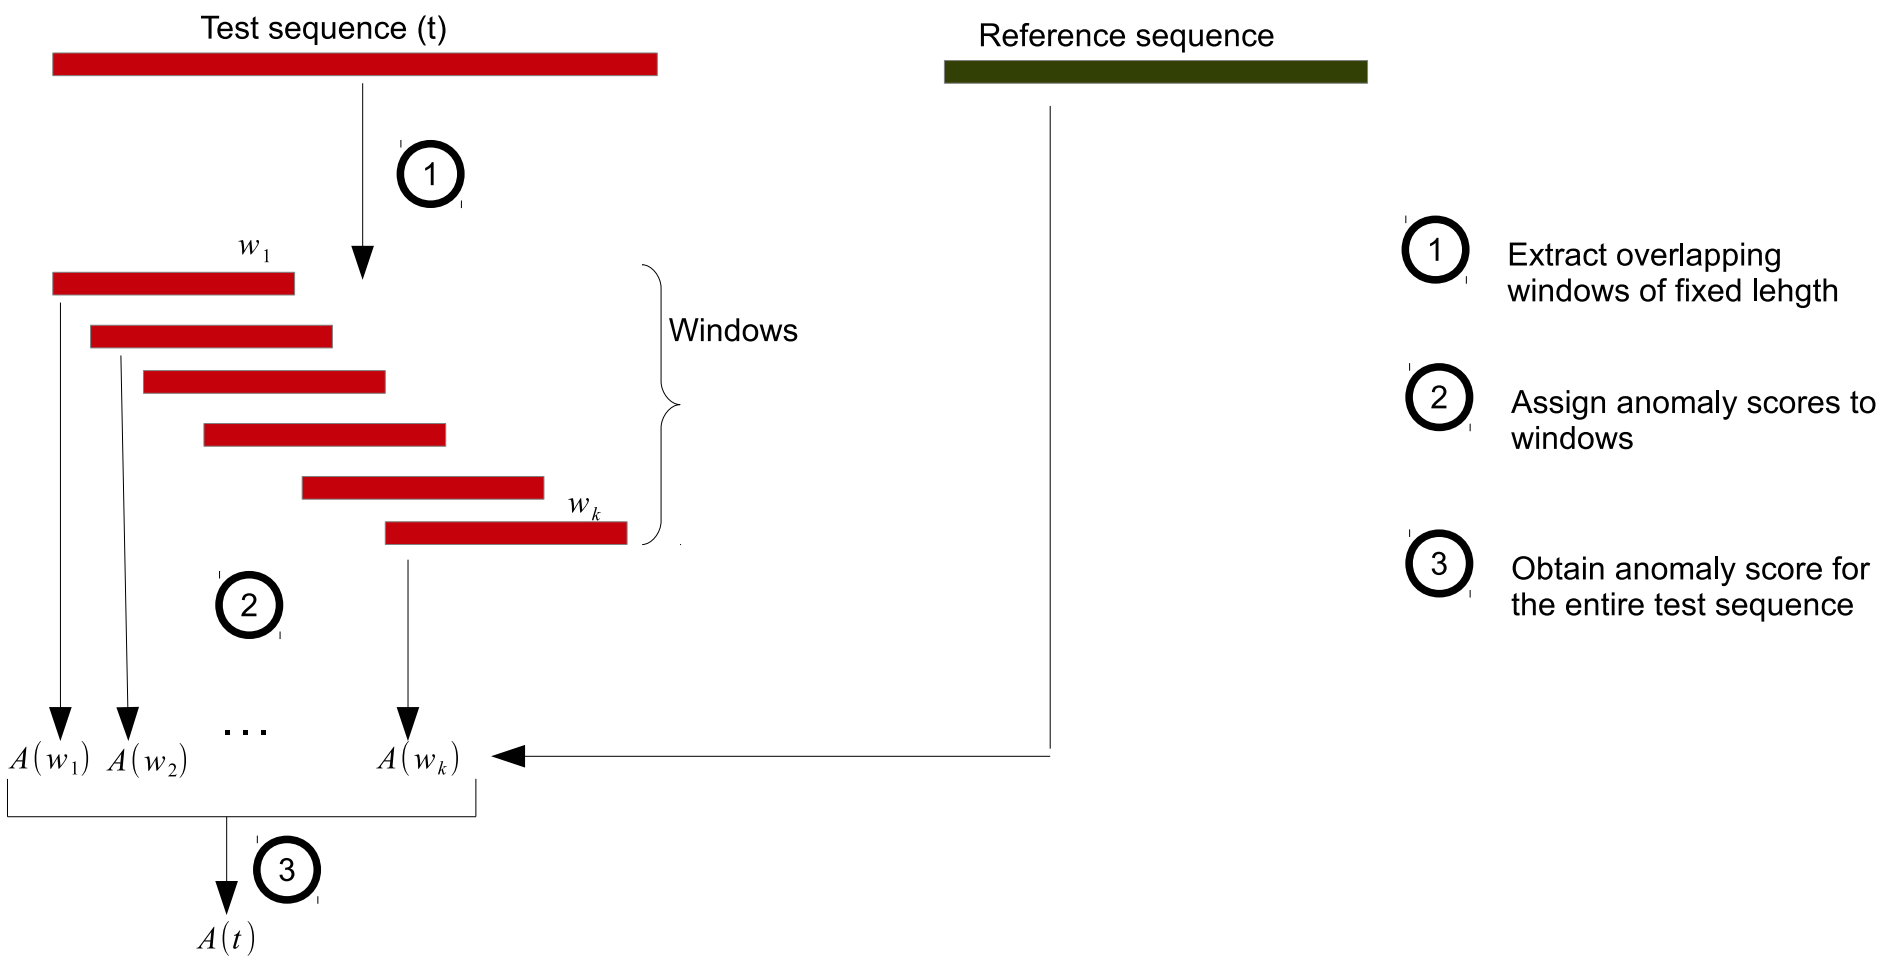 Test sequence (t)
Reference sequence
1
w1
Windows
wk
2
...
A(w1) A(w2) A(wk)
3
A(t)
1 Extract overlapping
windows of fixed lehgth
2 Assign anomaly scores to
windows
3 Obtain anomaly score for
the entire test sequence